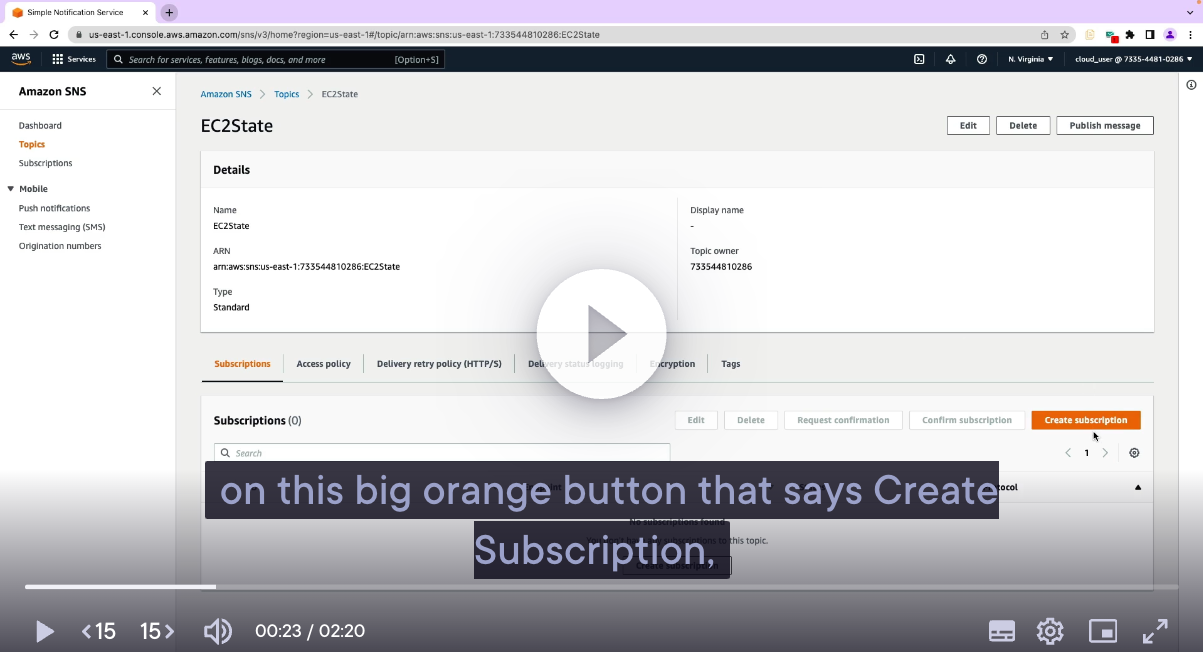 Simple Notification Service
us-east-1.console.aws.amazon.com/sns/v3/home?region=us-east-1#/topic/arn:aws:sns:us-east-1:733544810286:EC2State
aws Services Search for services, features, blogs, docs, and more [Option+S] N. Virginia cloud_user @ 7335-4481-0286
Amazon SNS
Dashboard
Topics
Subscriptions
Mobile
Push notifications
Text messaging (SMS)
Origination numbers
Amazon SNS Topics EC2State
EC2State
Edit Delete Publish message
Details
Name
EC2State
ARN
arn:aws:sns:us-east-1:733544810286:EC2State
Type
Standard
Display name
-
Topic owner
733544810286
Subscriptions Access policy Delivery retry policy (HTTP/S) Delivery status logging Encryption Tags
Subscriptions (0)
Edit Delete Request confirmation Confirm subscription Create subscription
Search
1
on this big orange button that says Create
Subscription,
No subscriptions found
to this topic.
Create subscription
15 15 00:23 / 02:20